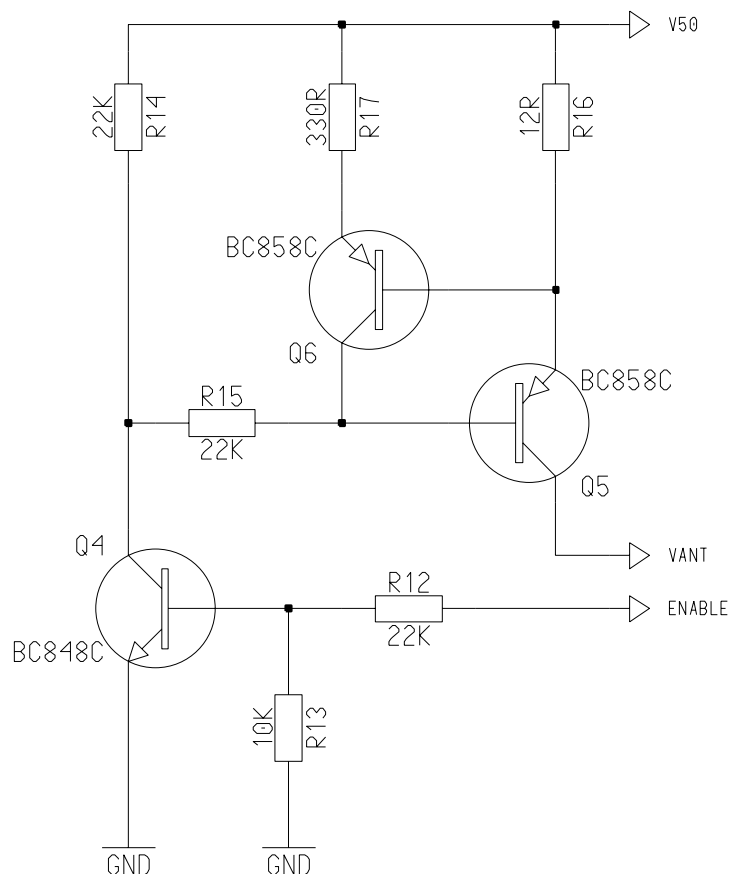 V50
22K
R14
330R
R17
12R
R16
BC858C
Q6
BC858C
R15
22K
Q5
Q4
VANT
R12
ENABLE
22K
BC848C
10K
R13
GND
GND